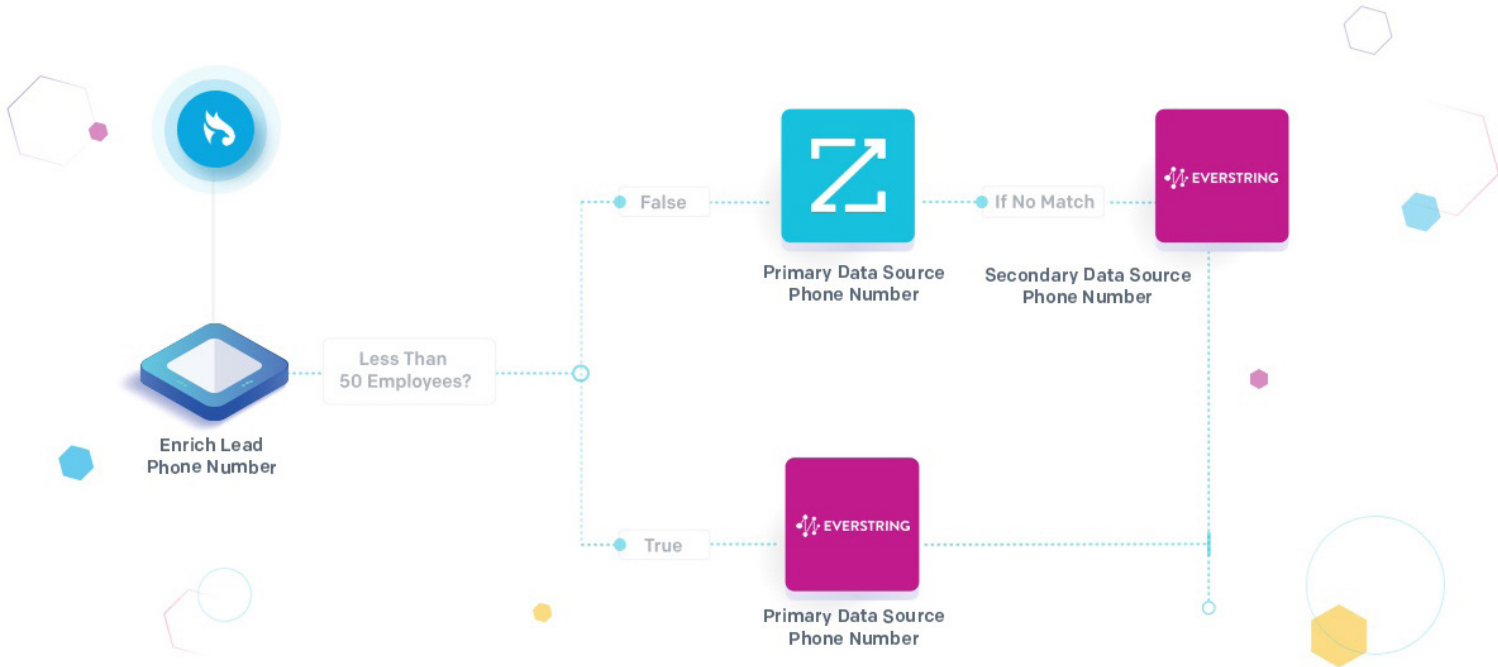 False
If No Match
EVERSTRING
Primary Data Source
Phone Number
Secondary Data Source
Phone Number
Less Than
50 Employees?
Enrich Lead
Phone Number
True
EVERSTRING
Primary Data Source
Phone Number